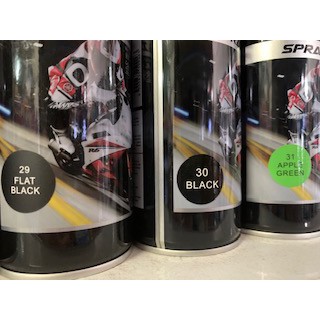 29
FLAT
BLACK
30
BLACK
SPRA
31
APPLE
GREEN